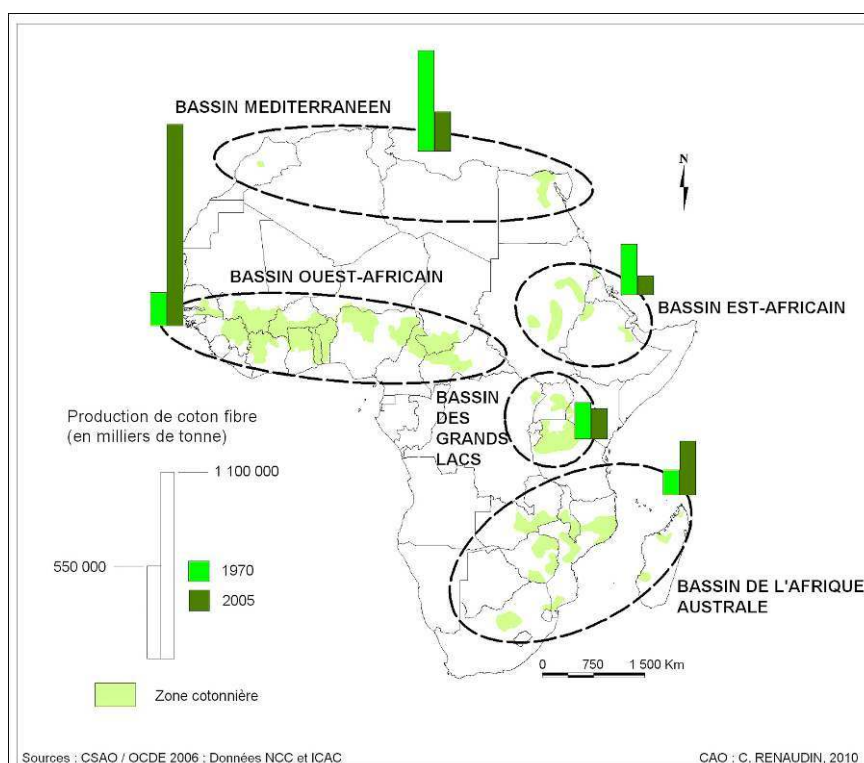 BASSIN MEDITERRANEEN
N
BASSIN OUEST-AFRICAIN
BASSIN EST-AFRICAIN
BASSIN
DES
GRANDS
LACS
Production de coton fibre
(en milliers de tonne)
1 100 000
550 000
1970
2005
BASSIN DE L'AFRIQUE
AUSTRALE
0 750 1 500 Km
Zone cotonnière
Sources : CSAO / OCDE 2006 ; Données NCC et ICAC
CAO : C. RENAUDIN, 2010